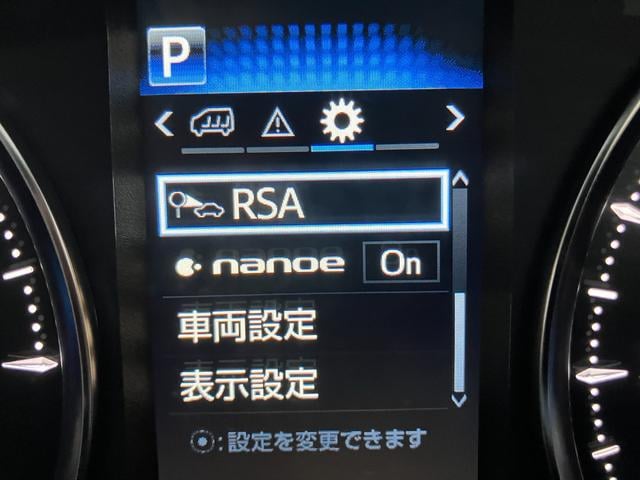 P
RSA
nanoe On
車両設定
表示設定
:設定を変更できます